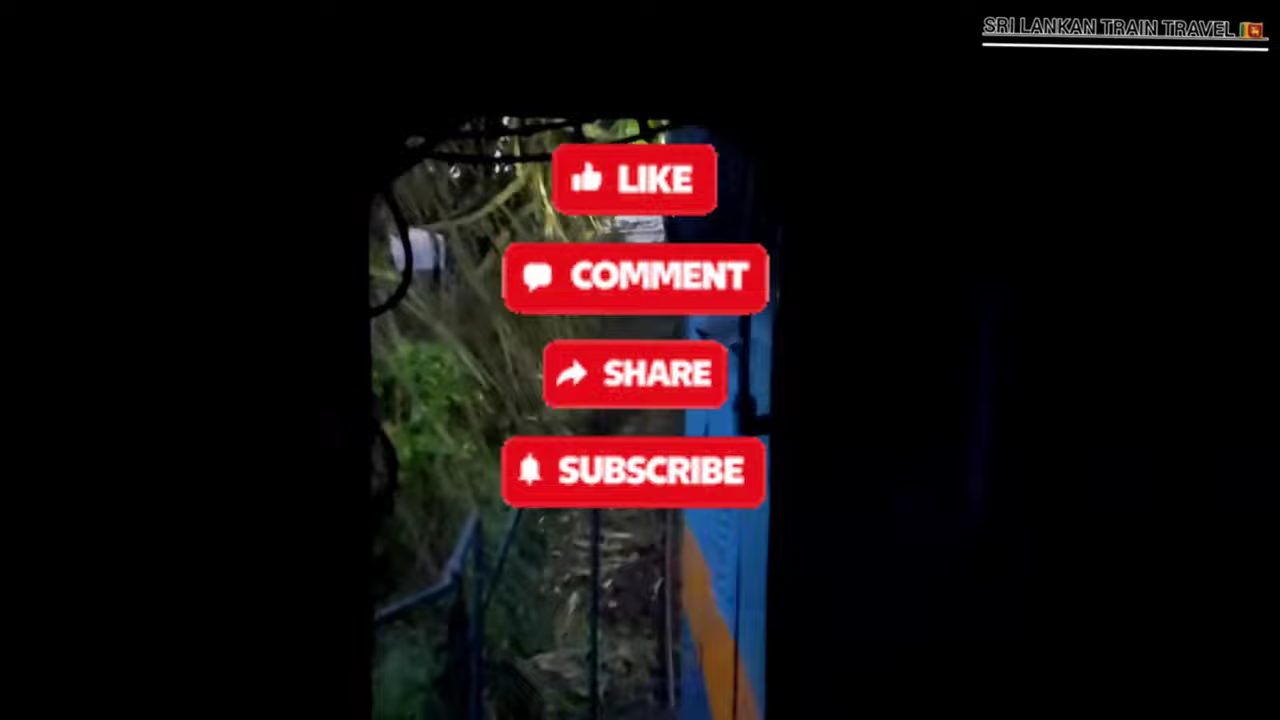 SRI LANKAN TRAIN TRAVEL 🇱🇰
LIKE
COMMENT
SHARE
SUBSCRIBE